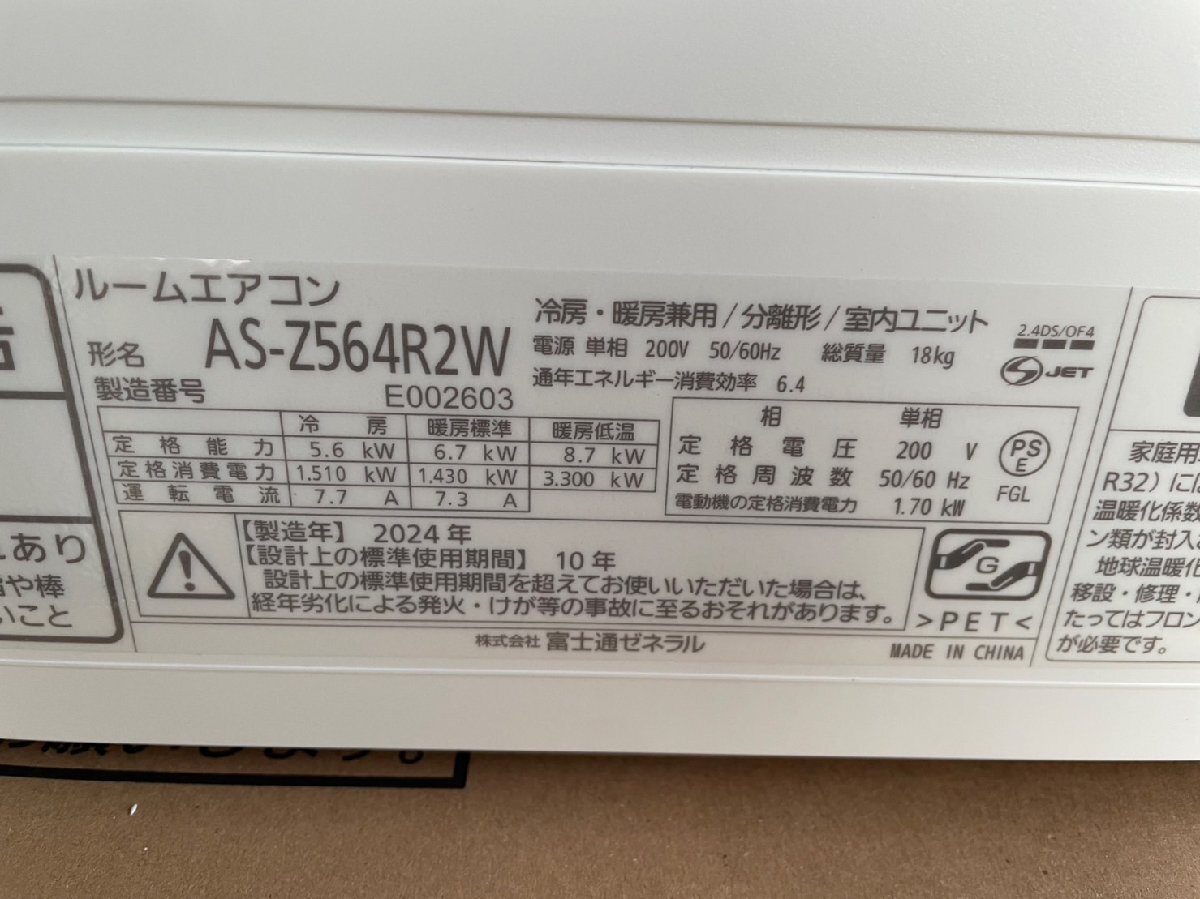 ルームエアコン
形名 AS-Z564R2W
製造番号 E002603
冷房・暖房兼用/分離形/室内ユニット
電源 単相 200V 50/60Hz 総質量 18kg
通年エネルギー消費効率 6.4
2.4DS/OF4
JET
冷房 暖房標準 暖房低温
定格能力 5.6 kW 6.7 kW 8.7 kW
定格消費電力 1.510 kW 1.430 kW 3.300 kW
運転電流 7.7 A 7.3 A
相 単相
定格電圧 200 V
定格周波数 50/60 Hz
電動機の定格消費電力 1.70 kW
PS
E
FGL
【製造年】 2024年
【設計上の標準使用期間】 10年
設計上の標準使用期間を超えてお使いいただいた場合は、
経年劣化による発火・けが等の事故に至るおそれがあります。
G
>PET<
株式会社 富士通ゼネラル
MADE IN CHINA
あり
や棒
いこと
家庭用
R32)には
温暖化係数
ン類が封入
地球温暖化
移設・修理・
たってはフロン
が必要です。
します。